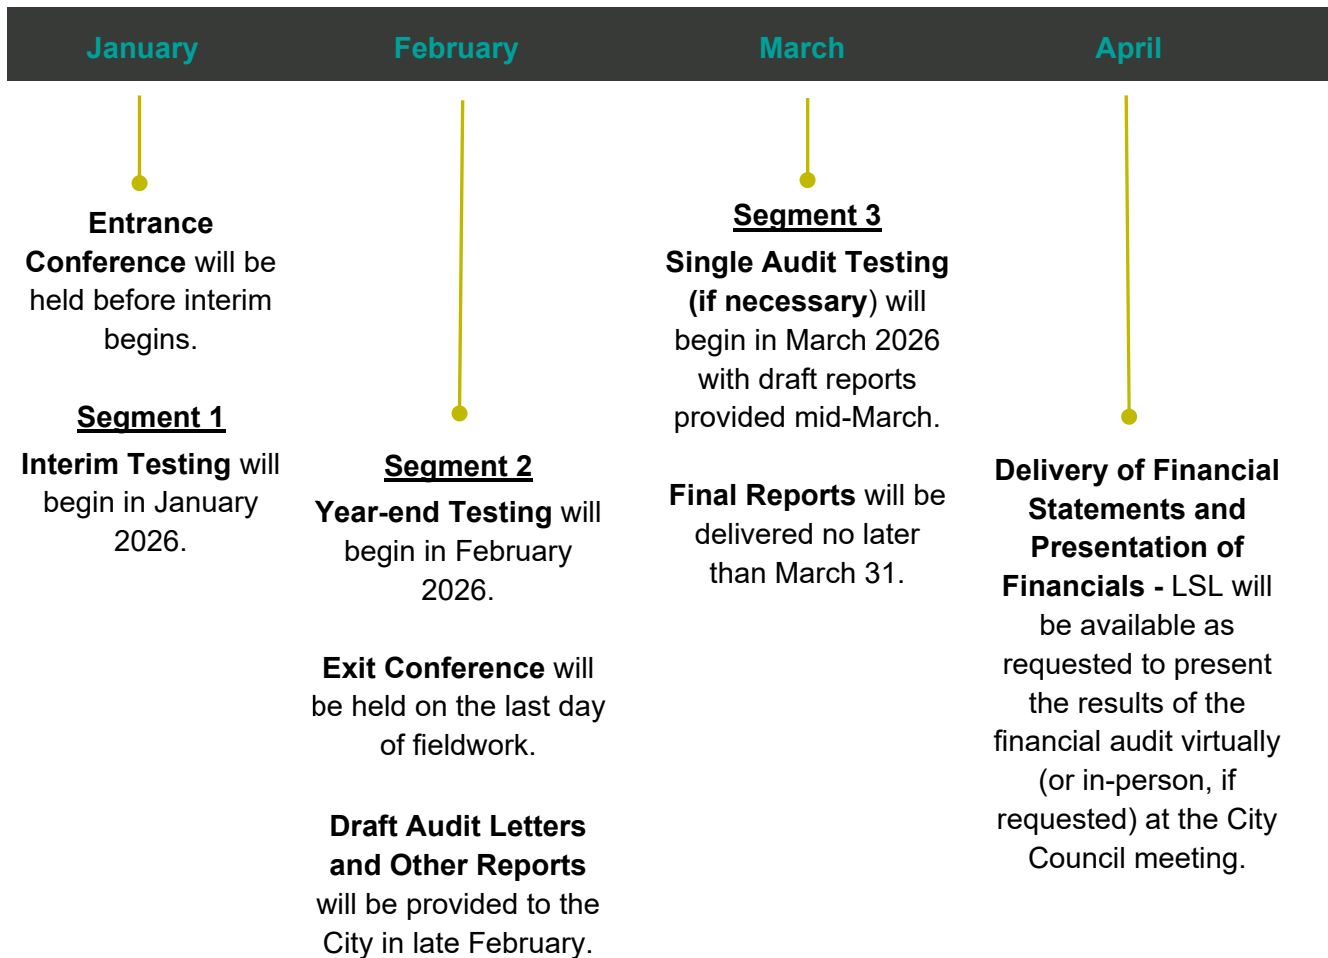 January
February
March
April
Entrance
Conference will be
held before interim
begins.
Segment 1
Interim Testing will
begin in January
2026.
Segment 2
Year-end Testing will
begin in February
2026.
Exit Conference will
be held on the last day
of fieldwork.
Draft Audit Letters
and Other Reports
will be provided to the
City in late February.
Segment 3
Single Audit Testing
(if necessary) will
begin in March 2026
with draft reports
provided mid-March.
Final Reports will be
delivered no later
than March 31.
Delivery of Financial
Statements and
Presentation of
Financials - LSL will
be available as
requested to present
the results of the
financial audit virtually
(or in-person, if
requested) at the City
Council meeting.